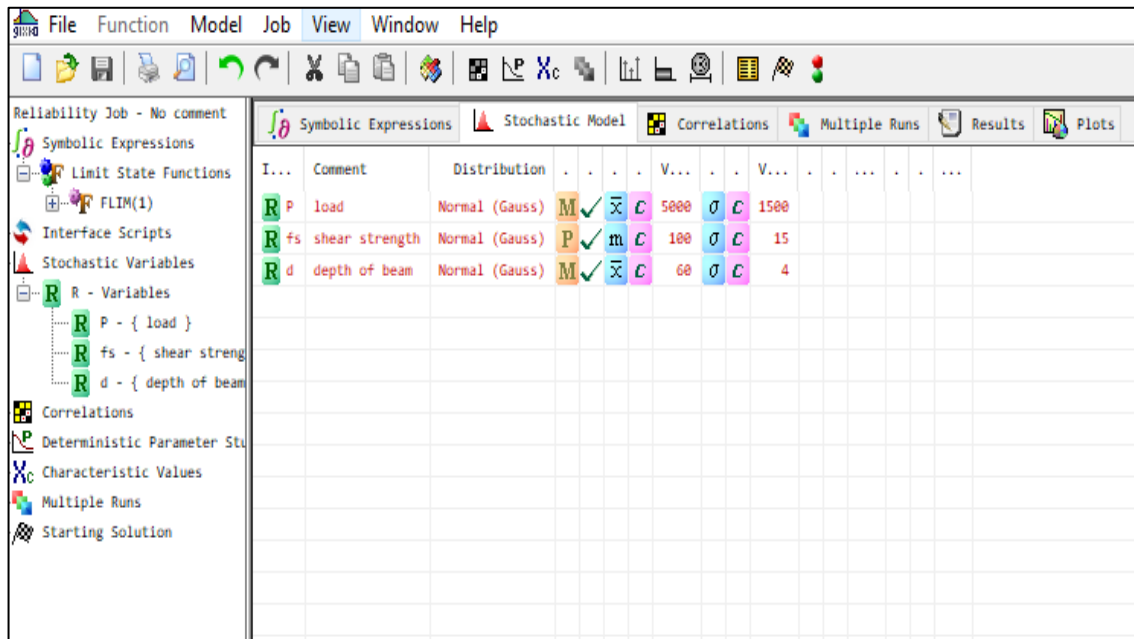 File Function Model Job View Window Help
Reliability Job - No comment
Symbolic Expressions
Limit State Functions
FLIM(1)
Interface Scripts
Stochastic Variables
R R - Variables
R P - { load }
R fs - { shear streng
R d - { depth of beam
Correlations
Deterministic Parameter Stu
Characteristic Values
Multiple Runs
Starting Solution
Symbolic Expressions Stochastic Model Correlations Multiple Runs Results Plots
I... Comment Distribution . . . . V... . . V... . . ... . . ...
R P load Normal (Gauss) M ✓ x̄ C 5000 σ C 1500
R fs shear strength Normal (Gauss) P ✓ m C 100 σ C 15
R d depth of beam Normal (Gauss) M ✓ x̄ C 60 σ C 4